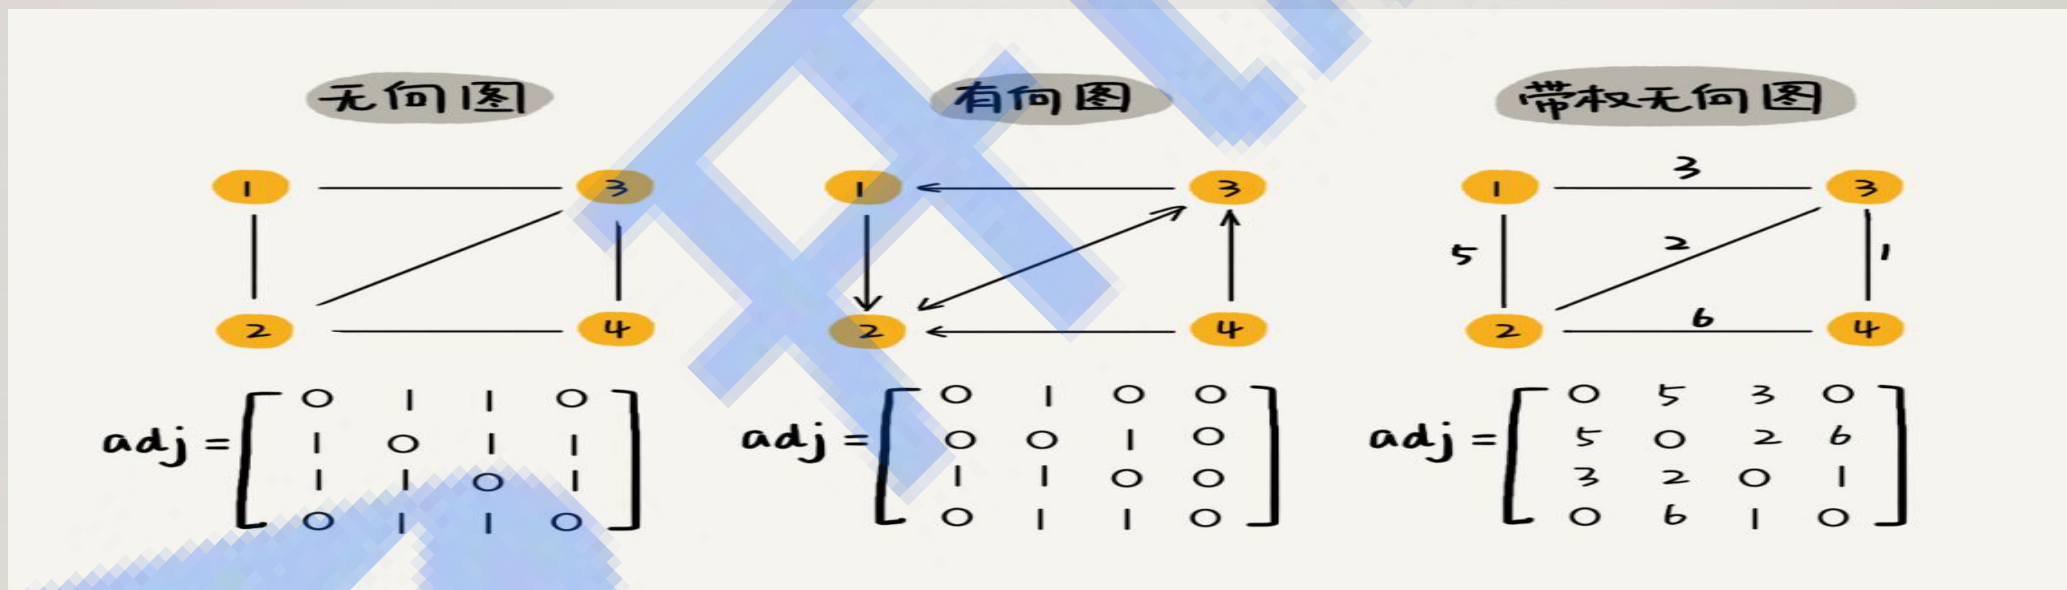 无向图 有向图 带权无向图
1 3 1 3 1 3 3
5 2 1
2 4 2 4 2 6 4
adj = [ 0 1 1 0 ] adj = [ 0 1 0 0 ] adj = [ 0 5 3 0 ]
1 0 1 1 0 0 1 0 5 0 2 6
1 1 0 1 1 1 0 0 3 2 0 1
0 1 1 0 0 1 1 0 0 6 1 0